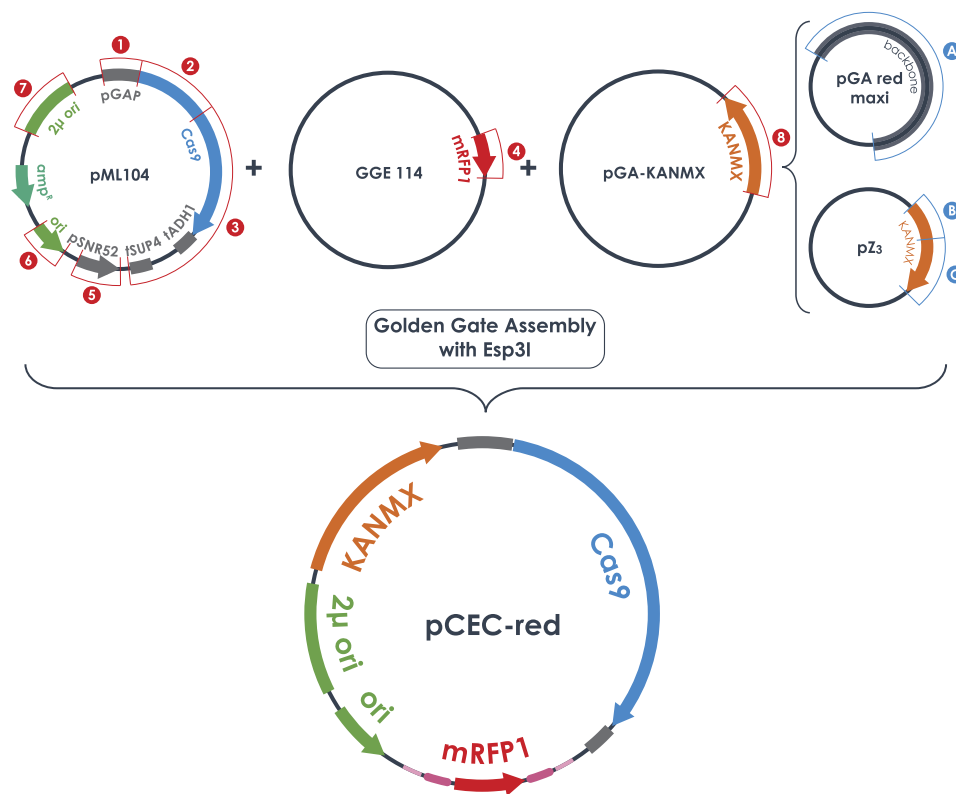 1
2
7
pGAP
2μ ori
Cas9
pML104
amp^R
ori
pSNR52
tSUP4
tADH1
3
6
5
+
GGE 114
mRFP1
4
+
pGA-KANMX
KANMX
8
A
backbone
pGA red
maxi
B
pZ3
KANMX
C
Golden Gate Assembly
with Esp3I
KANMX
Cas9
2μ ori
ori
pCEC-red
mRFP1